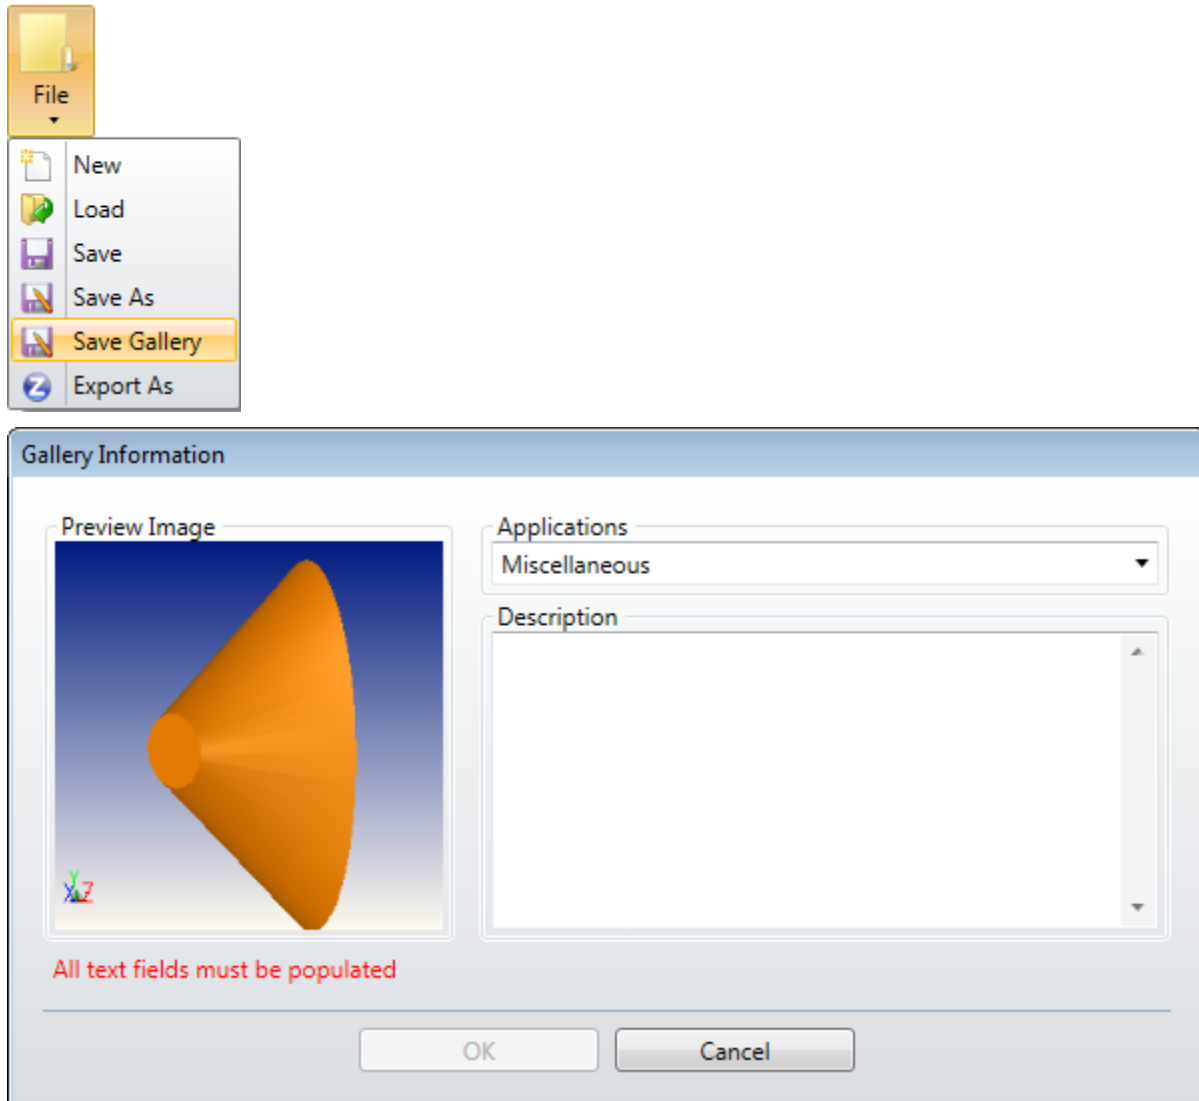 File
New
Load
Save
Save As
Save Gallery
Export As
Gallery Information
Preview Image
Applications
Miscellaneous
Description
Y
X Z
All text fields must be populated
OK
Cancel